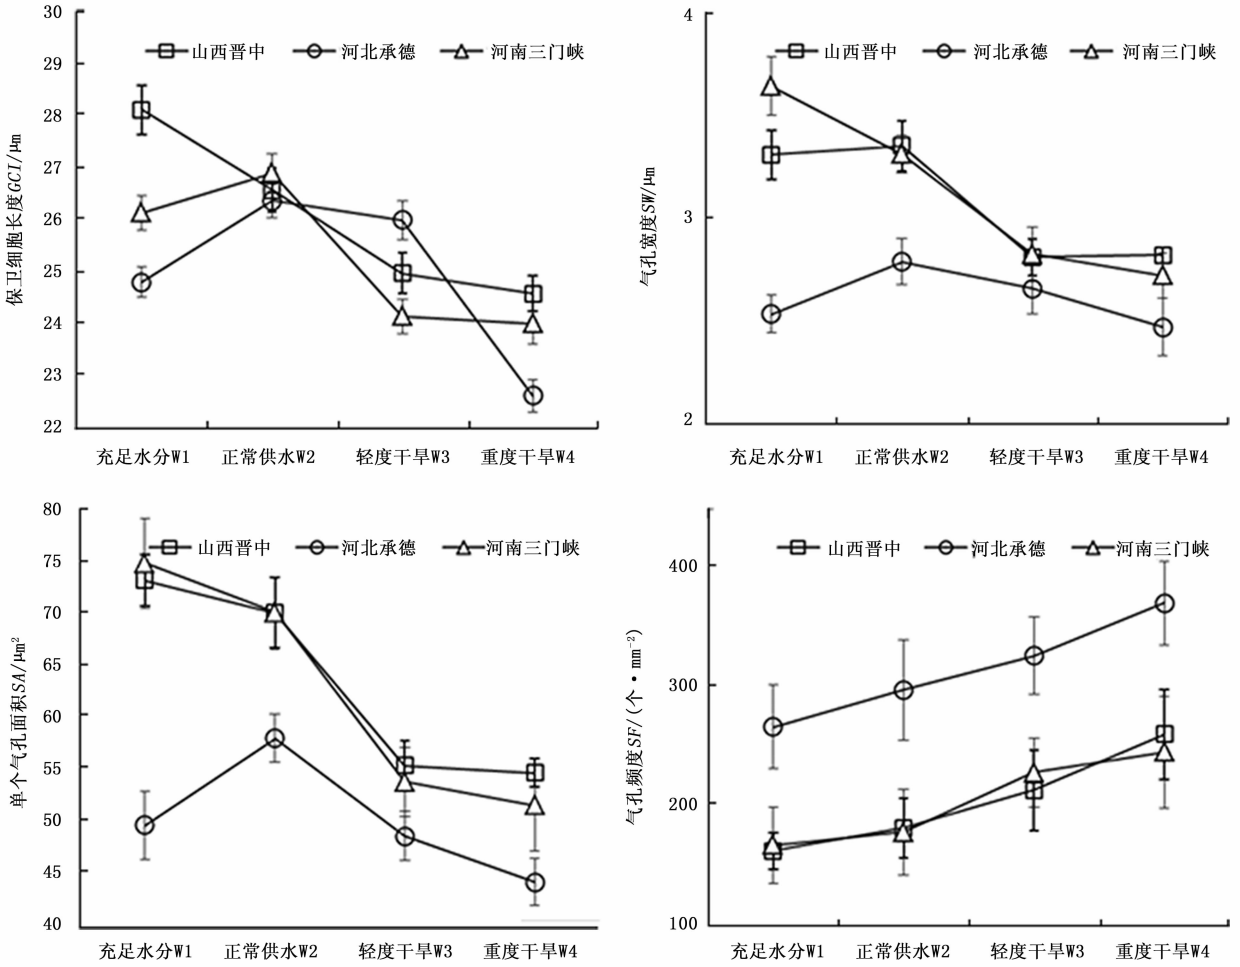 保卫细胞长度GCI/μm
30
29
28
27
26
25
24
23
22
山西晋中 河北承德 河南三门峡
充足水分W1 正常供水W2 轻度干旱W3 重度干旱W4
气孔宽度SW/μm
4
3
2
山西晋中 河北承德 河南三门峡
充足水分W1 正常供水W2 轻度干旱W3 重度干旱W4
单个气孔面积SA/μm²
80
75
70
65
60
55
50
45
40
山西晋中 河北承德 河南三门峡
充足水分W1 正常供水W2 轻度干旱W3 重度干旱W4
气孔频度SF/(个·mm⁻²)
400
300
200
100
山西晋中 河北承德 河南三门峡
充足水分W1 正常供水W2 轻度干旱W3 重度干旱W4